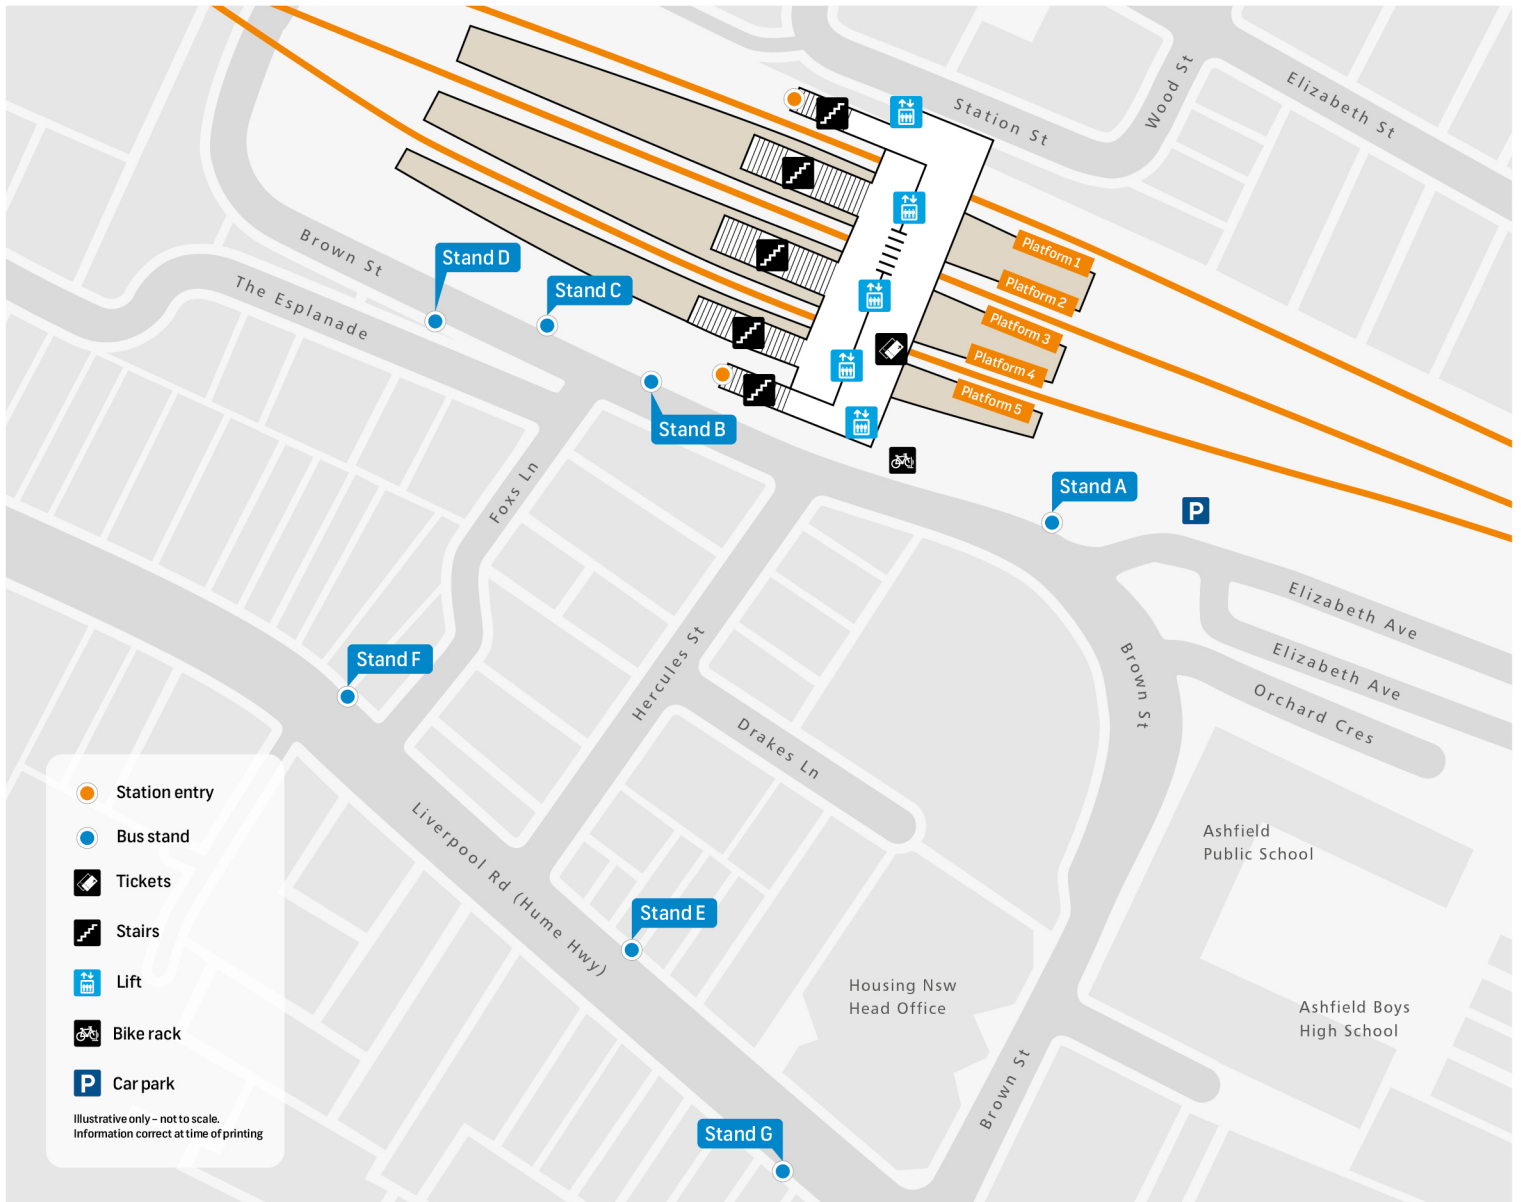 Elizabeth St
Wood St
Station St
Platform 1
Platform 2
Platform 3
Platform 4
Platform 5
Brown St
The Esplanade
Stand D
Stand C
Stand B
Stand A
P
Foxs Ln
Hercules St
Drakes Ln
Elizabeth Ave
Elizabeth Ave
Orchard Cres
Brown St
Stand F
Liverpool Rd (Hume Hwy)
Stand E
Ashfield
Public School
Housing Nsw
Head Office
Ashfield Boys
High School
Brown St
Stand G
Station entry
Bus stand
Tickets
Stairs
Lift
Bike rack
P Car park
Illustrative only – not to scale.
Information correct at time of printing